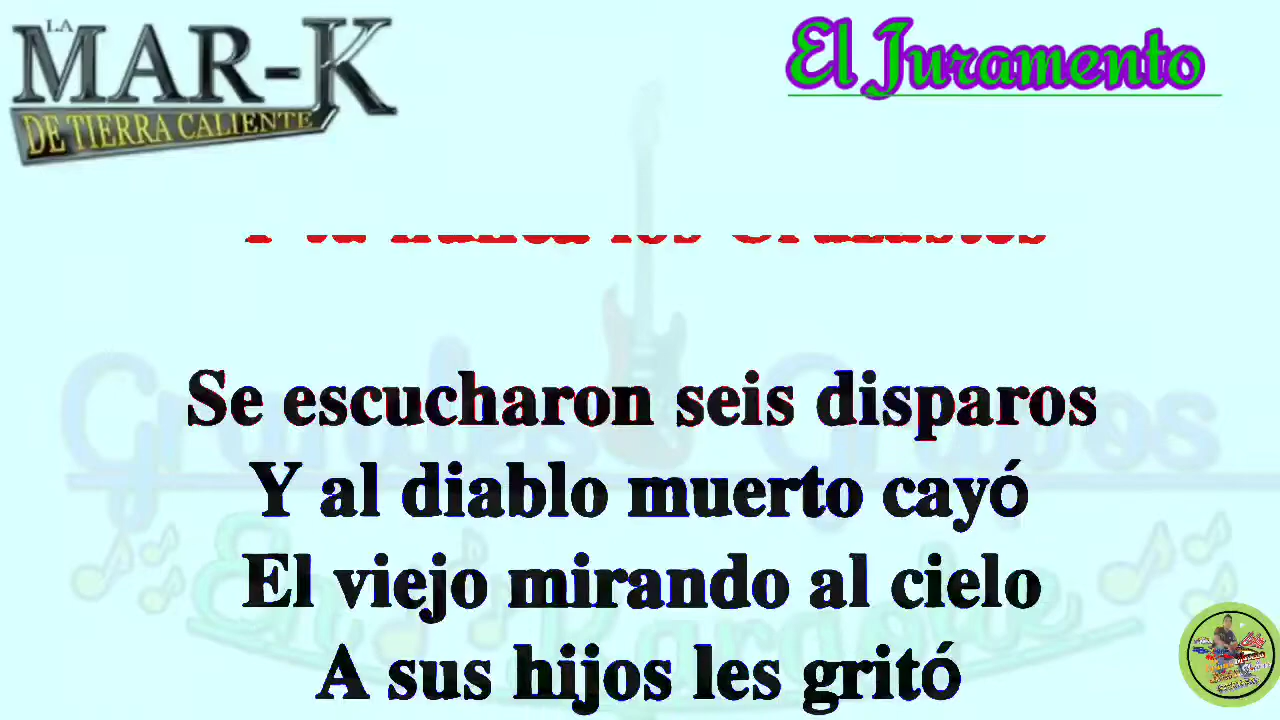 LA
MAR-K
DE TIERRA CALIENTE
El Juramento
Se escucharon seis disparos
Y al diablo muerto cayó
El viejo mirando al cielo
A sus hijos les gritó